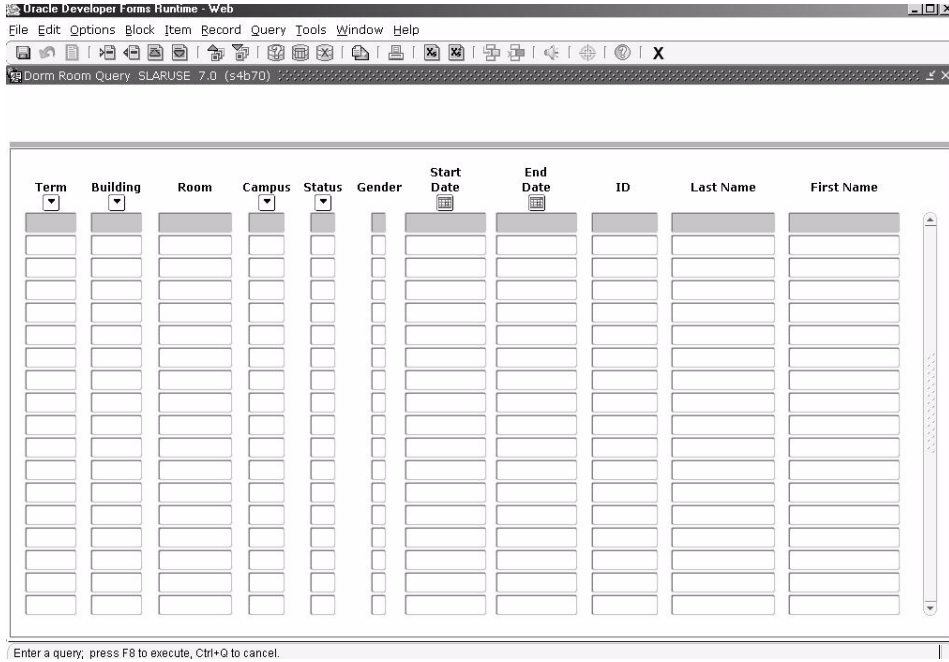 Oracle Developer Forms Runtime - Web
File Edit Options Block Item Record Query Tools Window Help
X
Dorm Room Query SLARUSE 7.0 (s4b70)
Term Building Room Campus Status Gender Start Date End Date ID Last Name First Name
Enter a query; press F8 to execute, Ctrl+Q to cancel.